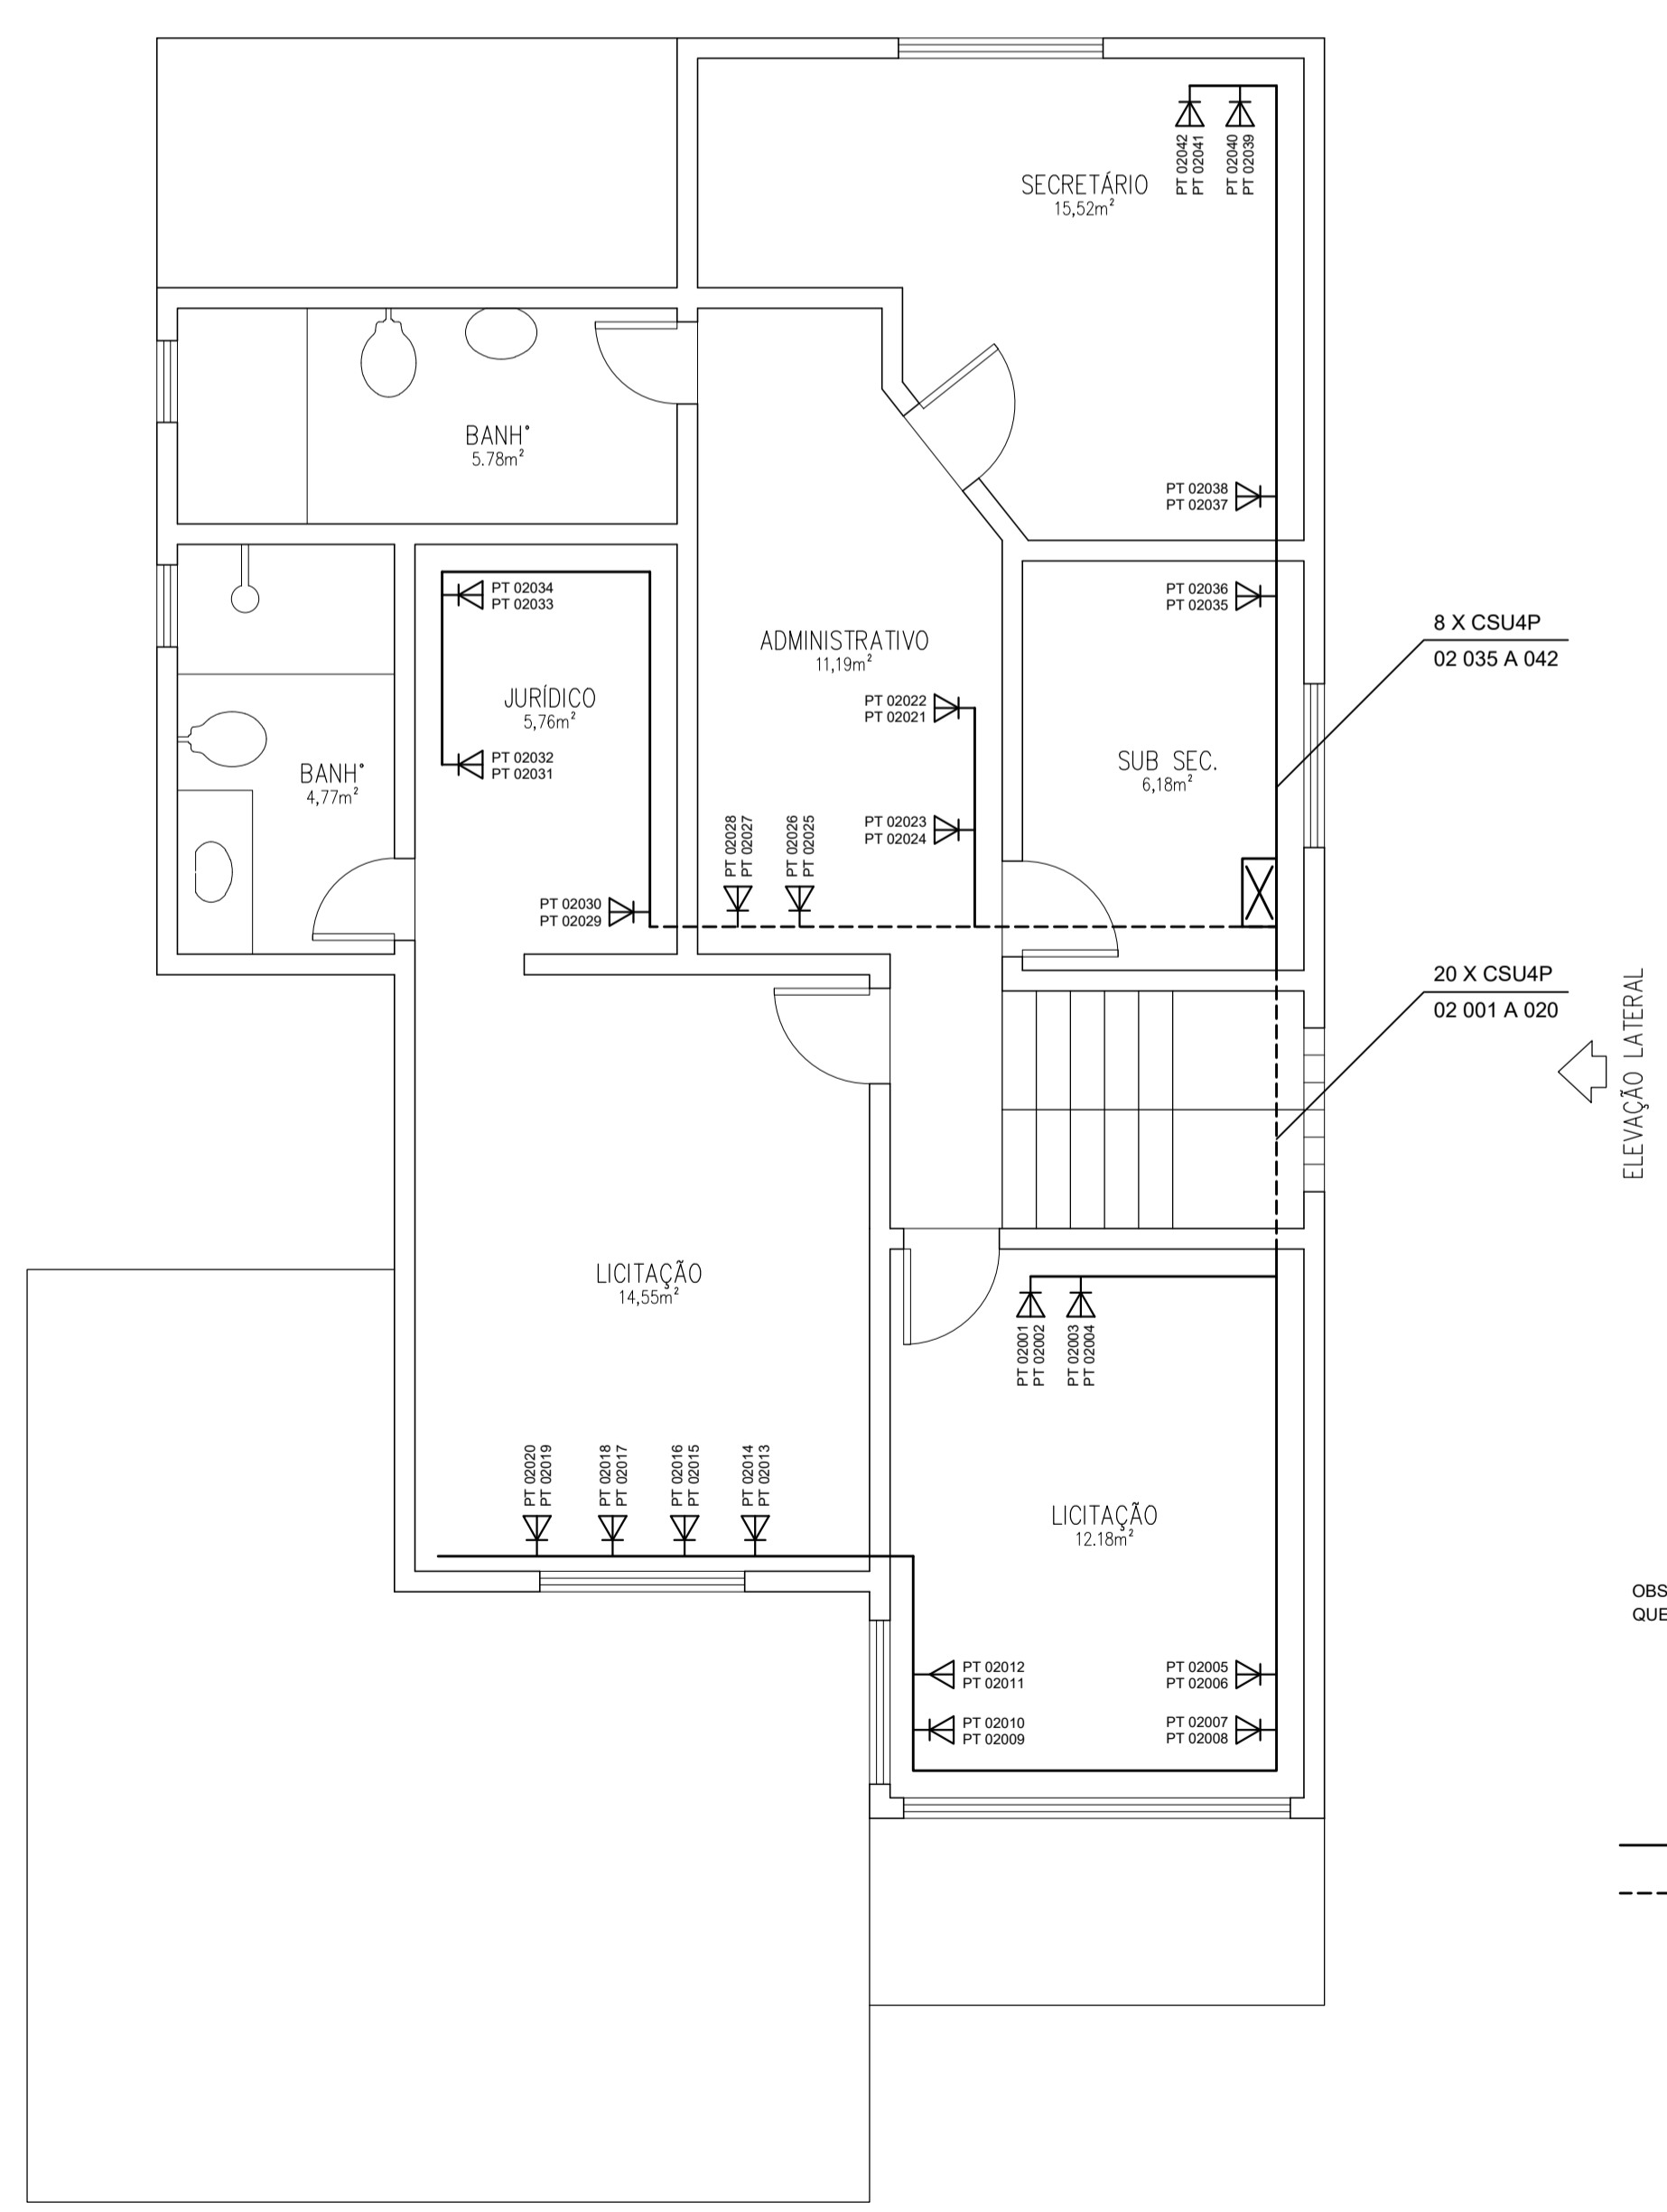 PT 02042
PT 02041
PT 02040
PT 02039
SECRETÁRIO
15,52m²
BANH°
5.78m²
PT 02038
PT 02037
PT 02034
PT 02033
PT 02036
PT 02035
8 X CSU4P
02 035 A 042
ADMINISTRATIVO
11,19m²
JURÍDICO
5,76m²
PT 02022
PT 02021
PT 02032
PT 02031
BANH°
4,77m²
SUB SEC.
6,18m²
PT 02023
PT 02024
PT 02028
PT 02027
PT 02026
PT 02025
PT 02030
PT 02029
20 X CSU4P
02 001 A 020
ELEVAÇÃO LATERAL
LICITAÇÃO
14,55m²
PT 02001
PT 02002
PT 02003
PT 02004
PT 02020
PT 02019
PT 02018
PT 02017
PT 02016
PT 02015
PT 02014
PT 02013
LICITAÇÃO
12.18m²
OBS
QUE
PT 02012
PT 02011
PT 02005
PT 02006
PT 02010
PT 02009
PT 02007
PT 02008